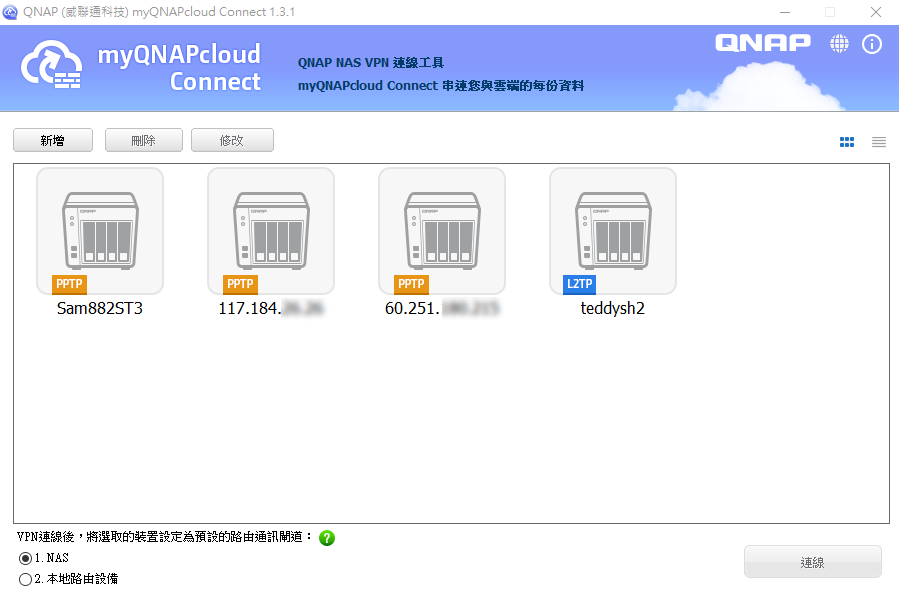 QNAP (威聯通科技) myQNAPcloud Connect 1.3.1
myQNAPcloud
Connect
QNAP NAS VPN 連線工具
myQNAPcloud Connect 串連您與雲端的每份資料
QNAP
新增 刪除 修改
PPTP PPTP PPTP L2TP
Sam882ST3 117.184. 60.251. teddysh2
VPN連線後，將選取的裝置設定為預設的路由通訊閘道：
1. NAS
2. 本地路由設備
連線